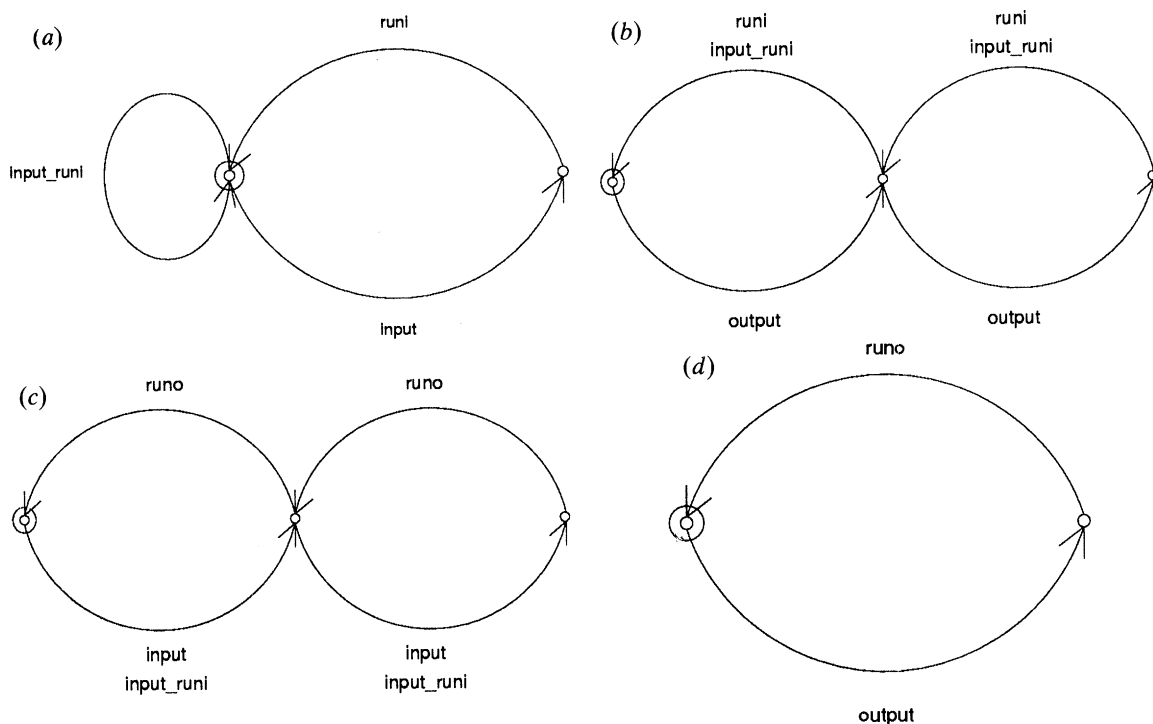 (a)
runi
input_runi
input
(b)
runi
input_runi
runi
input_runi
output
output
(c)
runo
runo
input
input_runi
input
input_runi
(d)
runo
output